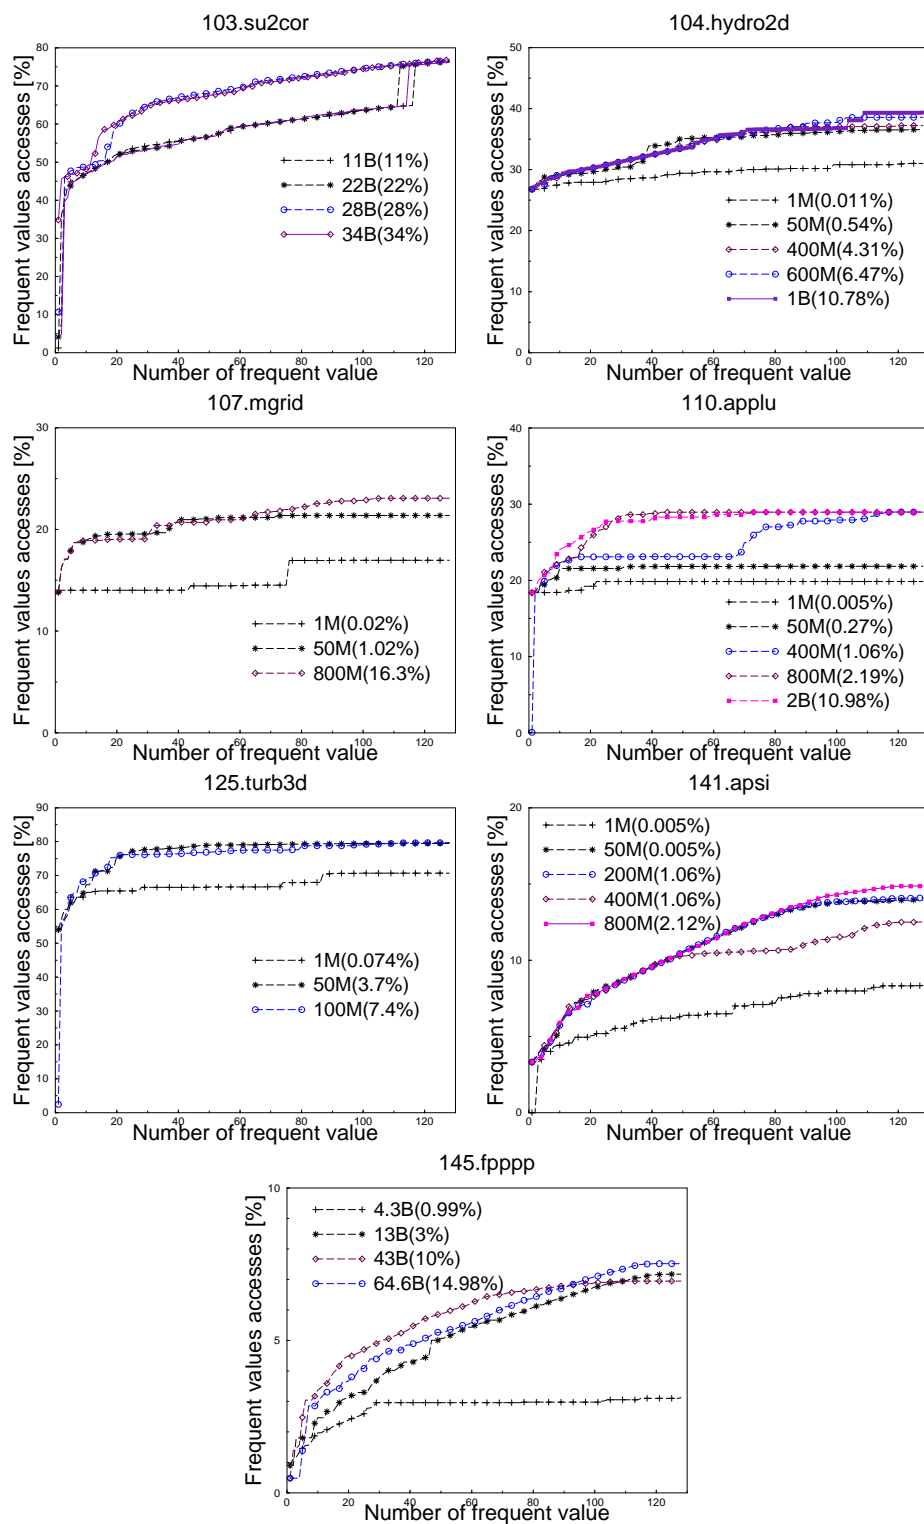 103.su2cor
Frequent values accesses [%]
80
70
60
50
40
30
20
10
0
11B(11%)
22B(22%)
28B(28%)
34B(34%)
0 20 40 60 80 100 120
Number of frequent value
104.hydro2d
Frequent values accesses [%]
50
40
30
20
10
0
1M(0.011%)
50M(0.54%)
400M(4.31%)
600M(6.47%)
1B(10.78%)
0 20 40 60 80 100 120
Number of frequent value
107.mgrid
Frequent values accesses [%]
30
20
10
0
1M(0.02%)
50M(1.02%)
800M(16.3%)
0 20 40 60 80 100 120
Number of frequent value
110.applu
Frequent values accesses [%]
40
30
20
10
0
1M(0.005%)
50M(0.27%)
400M(1.06%)
800M(2.19%)
2B(10.98%)
0 20 40 60 80 100 120
Number of frequent value
125.turb3d
Frequent values accesses [%]
90
80
70
60
50
40
30
20
10
0
1M(0.074%)
50M(3.7%)
100M(7.4%)
0 20 40 60 80 100 120
Number of frequent value
141.apsi
Frequent values accesses [%]
20
10
0
1M(0.005%)
50M(0.005%)
200M(1.06%)
400M(1.06%)
800M(2.12%)
0 20 40 60 80 100 120
Number of frequent value
145.fpppp
Frequent values accesses [%]
10
5
0
4.3B(0.99%)
13B(3%)
43B(10%)
64.6B(14.98%)
0 20 40 60 80 100 120
Number of frequent value